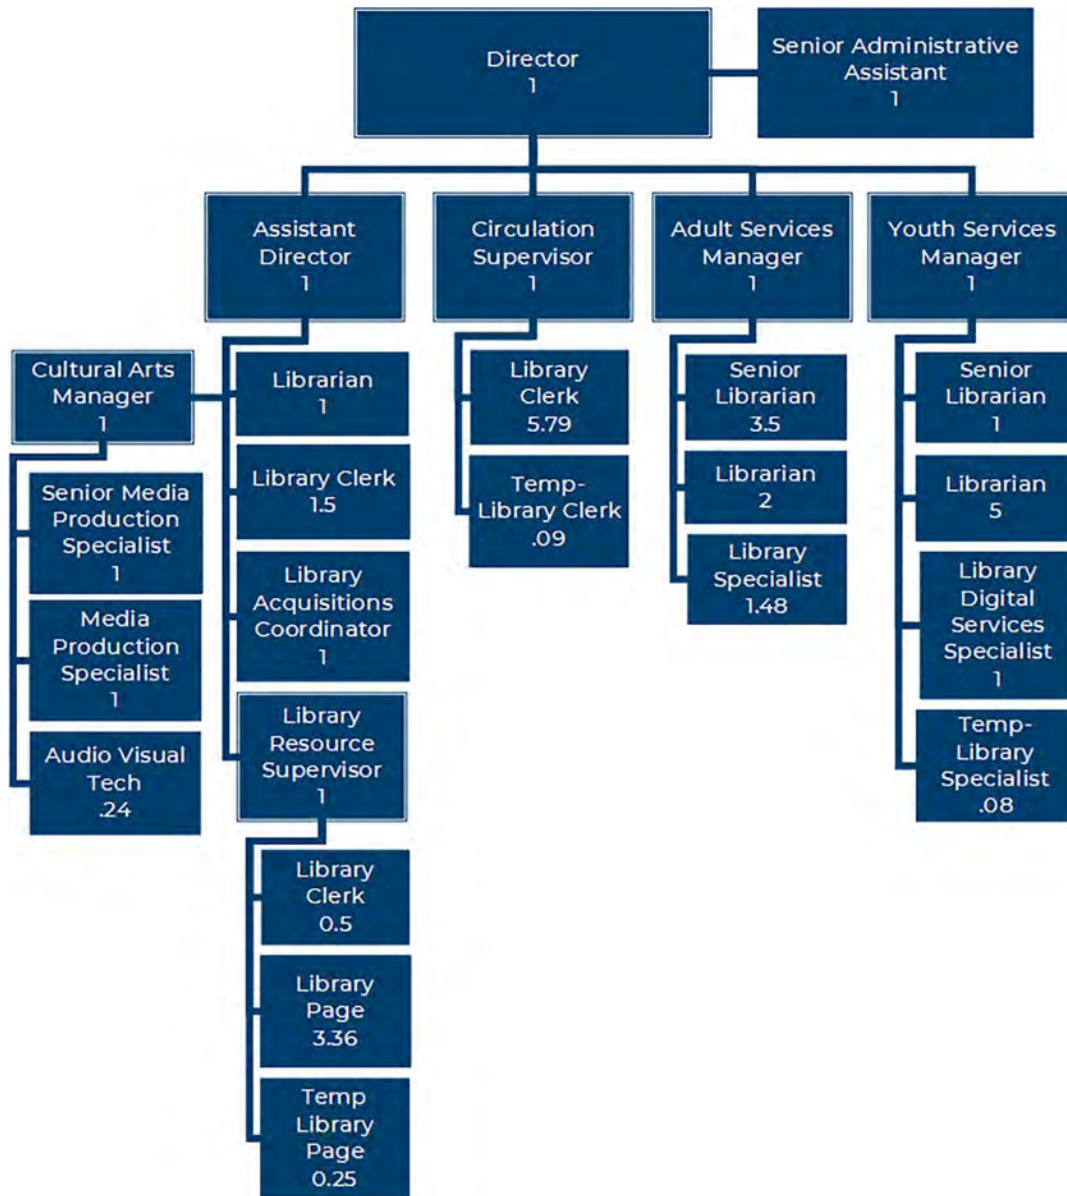 Director
1
Senior Administrative
Assistant
1
Assistant
Director
1
Circulation
Supervisor
1
Adult Services
Manager
1
Youth Services
Manager
1
Cultural Arts
Manager
1
Senior Media
Production
Specialist
1
Media
Production
Specialist
1
Audio Visual
Tech
.24
Librarian
1
Library Clerk
1.5
Library
Acquisitions
Coordinator
1
Library
Resource
Supervisor
1
Library
Clerk
0.5
Library
Page
3.36
Temp
Library
Page
0.25
Library
Clerk
5.79
Temp-
Library Clerk
.09
Senior
Librarian
3.5
Librarian
2
Library
Specialist
1.48
Senior
Librarian
1
Librarian
5
Library
Digital
Services
Specialist
1
Temp-
Library
Specialist
.08